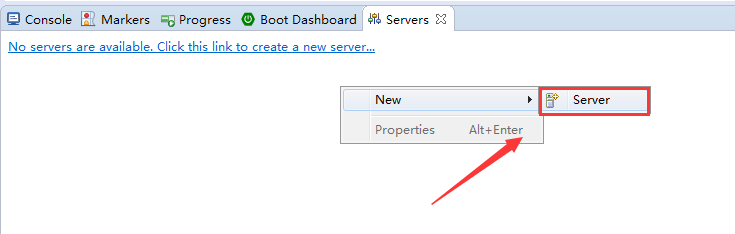 Console Markers Progress Boot Dashboard Servers
No servers are available. Click this link to create a new server...
New Server
Properties Alt+Enter